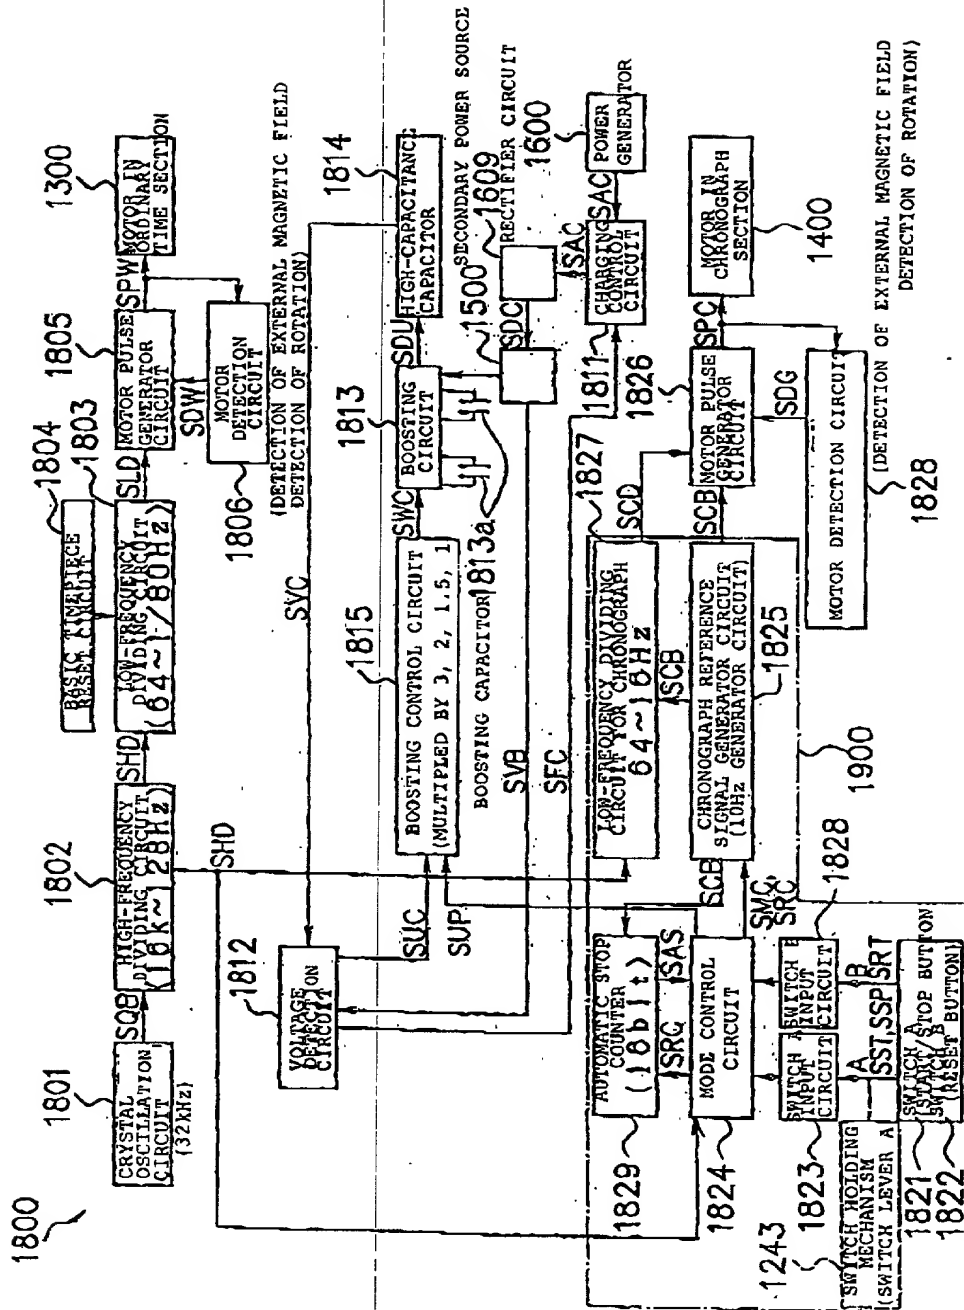 1800
1801
CRYSTAL
OSCILLATION
CIRCUIT
(32kHz)
SQB
1802
HIGH-FREQUENCY
DIVIDING CIRCUIT
(16k~128Hz)
SHD
SHD
1804
BASIC TIMEPIECE
RESET CIRCUIT
1803
LOW-FREQUENCY
DIVIDING CIRCUIT
(64~1/80Hz)
SLD
1805
MOTOR PULSE
GENERATOR
CIRCUIT
SPW
1300
MOTOR IN
ORDINARY
TIME SECTION
SDW
MOTOR
DETECTION
CIRCUIT
1806
(DETECTION OF EXTERNAL MAGNETIC FIELD
DETECTION OF ROTATION)
SVC
1812
VOLTAGE
DETECTION
CIRCUIT
SUC
SUP
1815
BOOSTING CONTROL CIRCUIT
(MULTIPLED BY 3, 2, 1.5, 1
SWC
1813
BOOSTING
CIRCUIT
SDU
1814
HIGH-CAPACITANCE
CAPACITOR
BOOSTING CAPACITOR
1813a
SECONDARY POWER SOURCE
1500
1609
RECTIFIER CIRCUIT
SDC
SAC
SVB
SFC
1811
CHARGING
CONTROL
CIRCUIT
SAC
1600
POWER
GENERATOR
1827
LOW-FREQUENCY DIVIDING
CIRCUIT FOR CHRONOGRAPH
64~16Hz
SCD
SCB
CHRONOGRAPH REFERENCE
SIGNAL GENERATOR CIRCUIT
(10Hz GENERATOR CIRCUIT)
1825
SCB
1826
MOTOR PULSE
GENERATOR
CIRCUIT
SPC
MOTOR IN
CHRONOGRAPH
SECTION
1400
SDG
MOTOR DETECTION CIRCUIT
1828
(DETECTION OF EXTERNAL MAGNETIC FIELD
DETECTION OF ROTATION)
1900
SCB
AUTOMATIC STOP
COUNTER
(16bit)
1829
SRC
SAS
MODE CONTROL
CIRCUIT
1824
SMC,
SRC
SWITCH A
INPUT
CIRCUIT
1823
SWITCH B
INPUT
CIRCUIT
1828
A
B
SST,SSP
SRT
1243
SWITCH HOLDING
MECHANISM
(SWITCH LEVER A
SWITCH A
(START/STOP BUTTON)
SWITCH B
(RESET BUTTON)
1821
1822